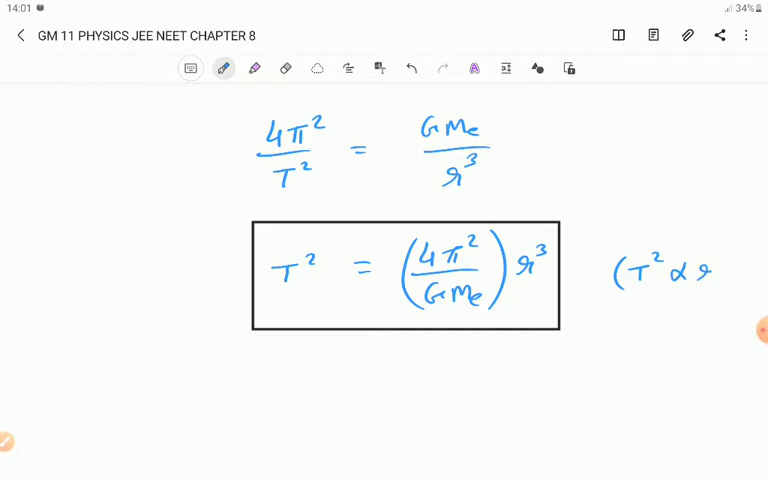 14:01 34%
GM 11 PHYSICS JEE NEET CHAPTER 8
4π² / T² = GMe / r³
T² = (4π² / GMe) r³ (T² ∝ r